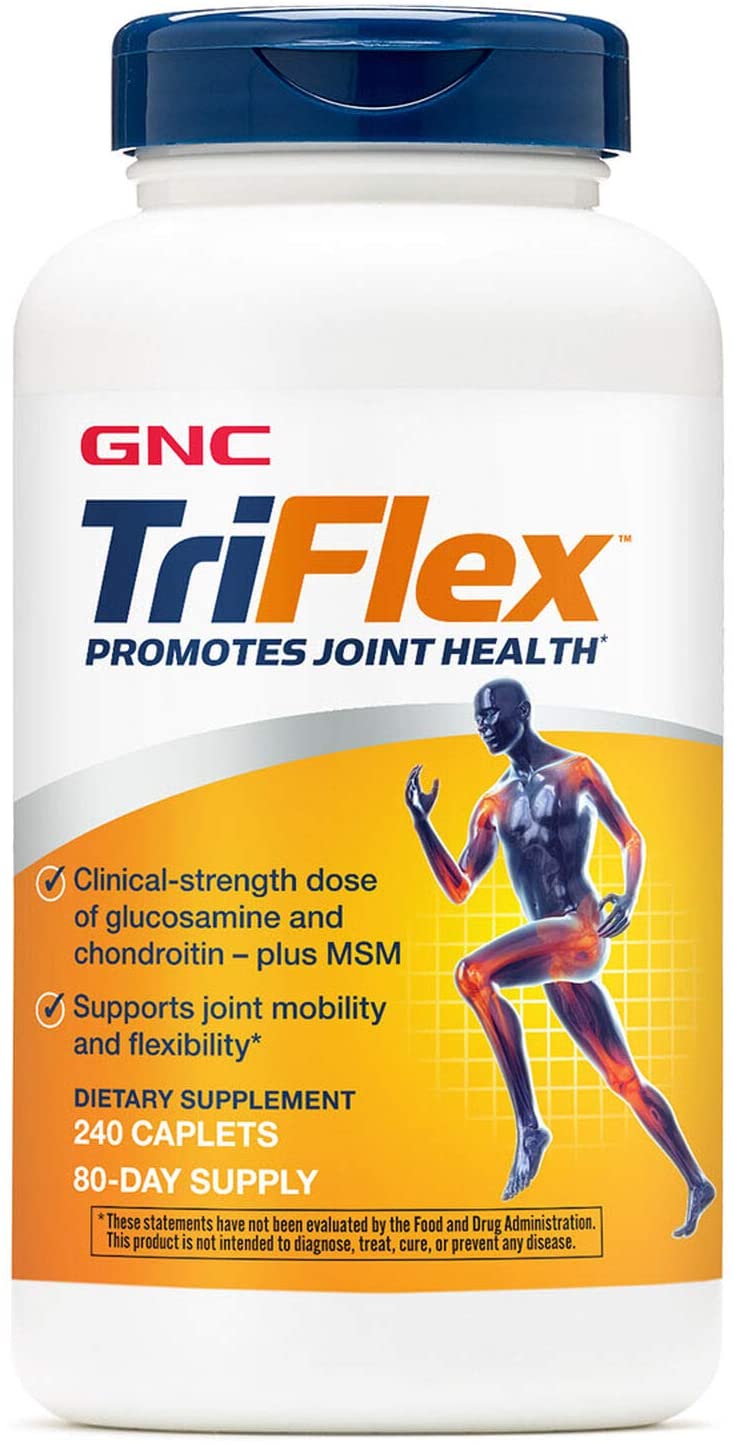 GNC
TriFlex™
PROMOTES JOINT HEALTH*
Clinical-strength dose
of glucosamine and
chondroitin – plus MSM
Supports joint mobility
and flexibility*
DIETARY SUPPLEMENT
240 CAPLETS
80-DAY SUPPLY
*These statements have not been evaluated by the Food and Drug Administration.
This product is not intended to diagnose, treat, cure, or prevent any disease.